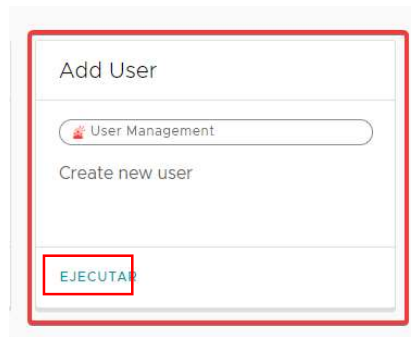 Add User
User Management
Create new user
EJECUTAR